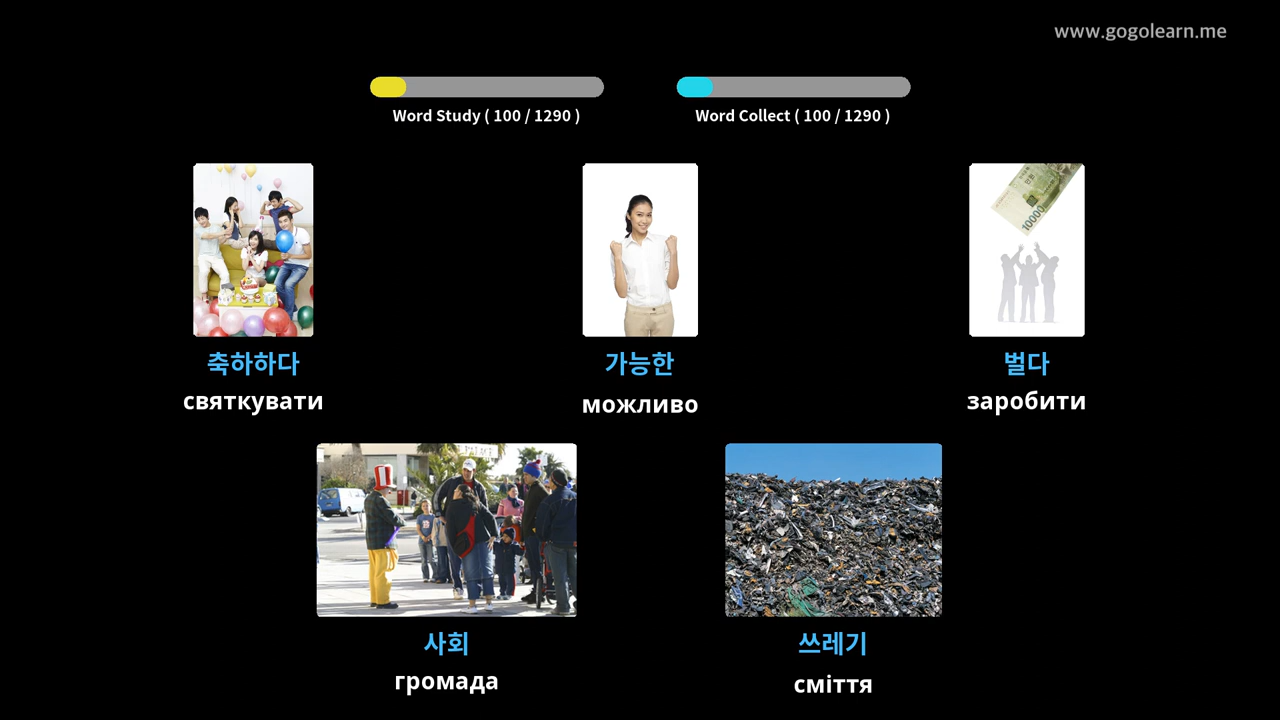 www.gogolearn.me
Word Study ( 100 / 1290 )
Word Collect ( 100 / 1290 )
10000
축하하다
святкувати
가능한
можливо
벌다
заробити
사회
громада
쓰레기
сміття